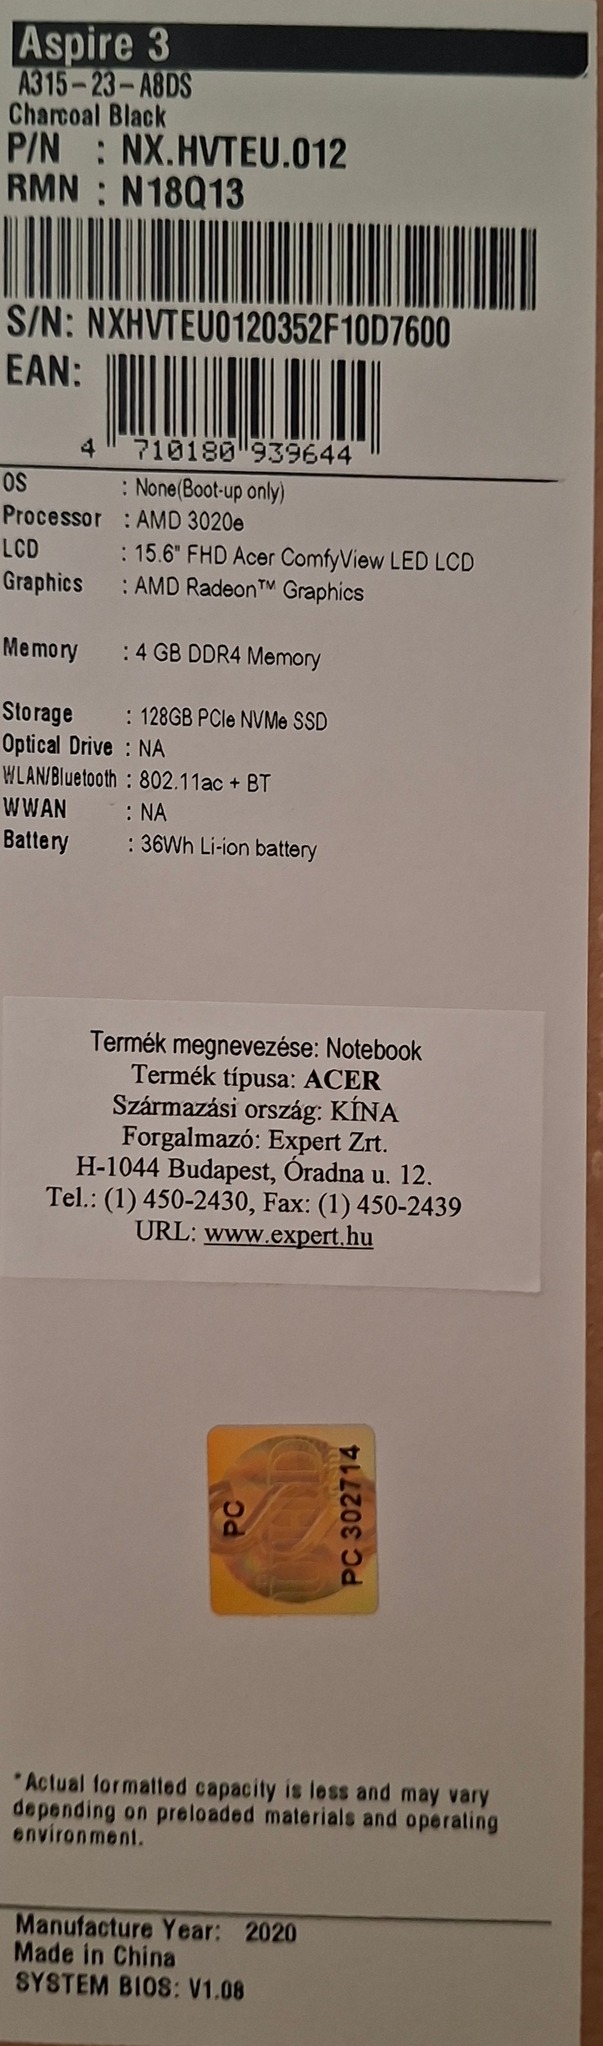 Aspire 3
A315-23-A8DS
Charcoal Black
P/N : NX.HVTEU.012
RMN : N18Q13
S/N: NXHVTEU0120352F10D7600
EAN:
4 710180 939644
OS : None(Boot-up only)
Processor : AMD 3020e
LCD : 15.6" FHD Acer ComfyView LED LCD
Graphics : AMD Radeon™ Graphics
Memory : 4 GB DDR4 Memory
Storage : 128GB PCIe NVMe SSD
Optical Drive : NA
WLAN/Bluetooth : 802.11ac + BT
WWAN : NA
Battery : 36Wh Li-ion battery
Termék megnevezése: Notebook
Termék típusa: ACER
Származási ország: KÍNA
Forgalmazó: Expert Zrt.
H-1044 Budapest, Óradna u. 12.
Tel.: (1) 450-2430, Fax: (1) 450-2439
URL: www.expert.hu
PC
PC 302714
*Actual formatted capacity is less and may vary
depending on preloaded materials and operating
environment.
Manufacture Year: 2020
Made in China
SYSTEM BIOS: V1.08